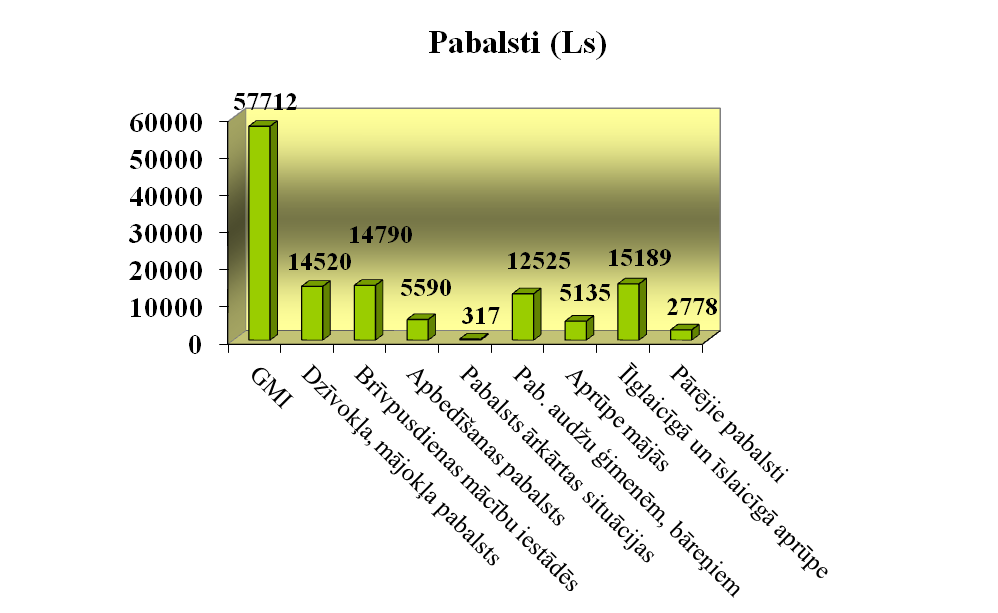 Pabalsti (Ls)
57712
14520
14790
5590
317
12525
5135
15189
2778
60000
50000
40000
30000
20000
10000
0
GMI
Dzīvokļa, mājokļa pabalsts
Brīvpusdienas mācību iestādēs
Apbedīšanas pabalsts
Pabalsts ārkārtas situācijas
Pab. audžu ģimenēm, bāreņiem
Aprūpe mājās
Īlglaicīgā un īslaicīgā aprūpe
Pārējie pabalsti